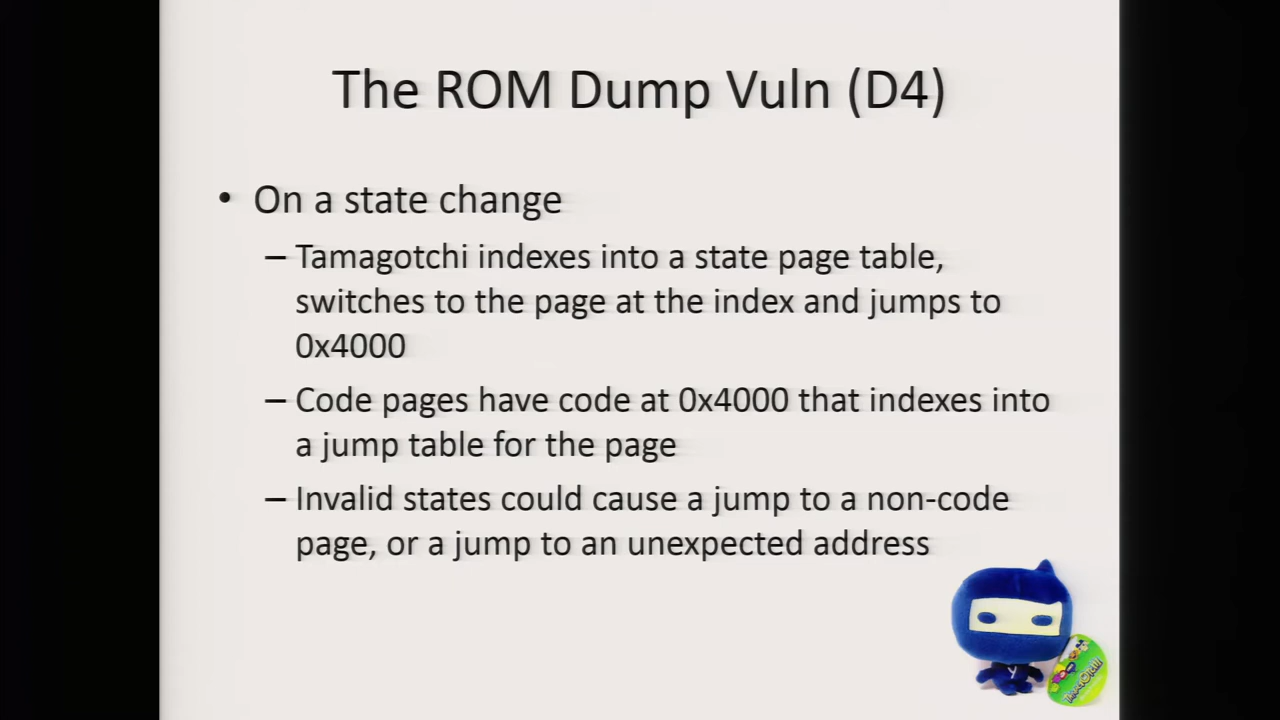 The ROM Dump Vuln (D4)
• On a state change
– Tamagotchi indexes into a state page table,
switches to the page at the index and jumps to
0x4000
– Code pages have code at 0x4000 that indexes into
a jump table for the page
– Invalid states could cause a jump to a non-code
page, or a jump to an unexpected address